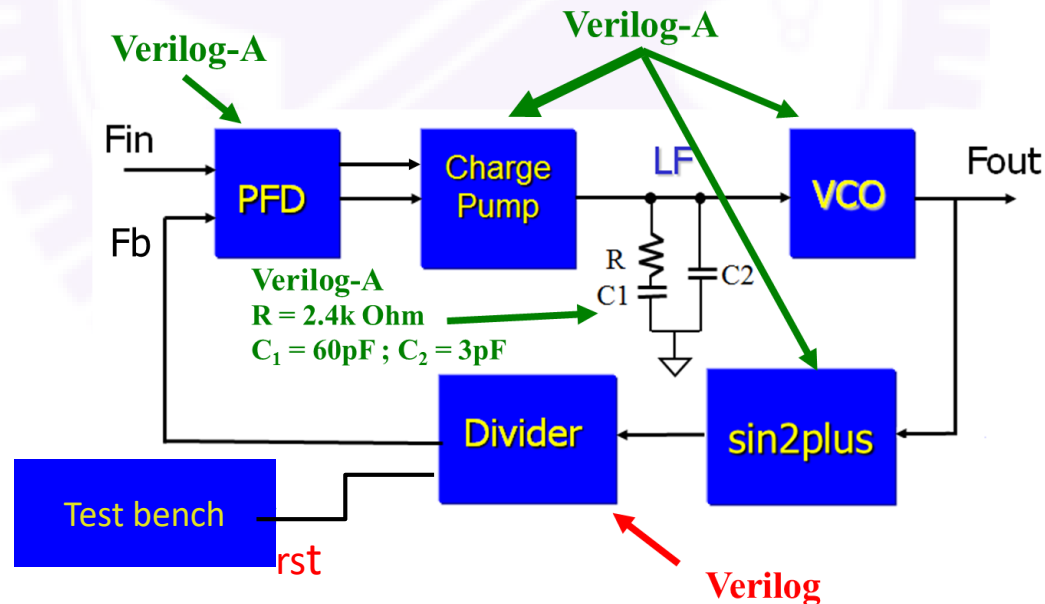 Verilog-A
Verilog-A
Fin
PFD
Charge
Pump
LF
VCO
Fout
Fb
Verilog-A
R = 2.4k Ohm
C₁ = 60pF ; C₂ = 3pF
R
C1
C2
Divider
sin2plus
Test bench
rst
Verilog